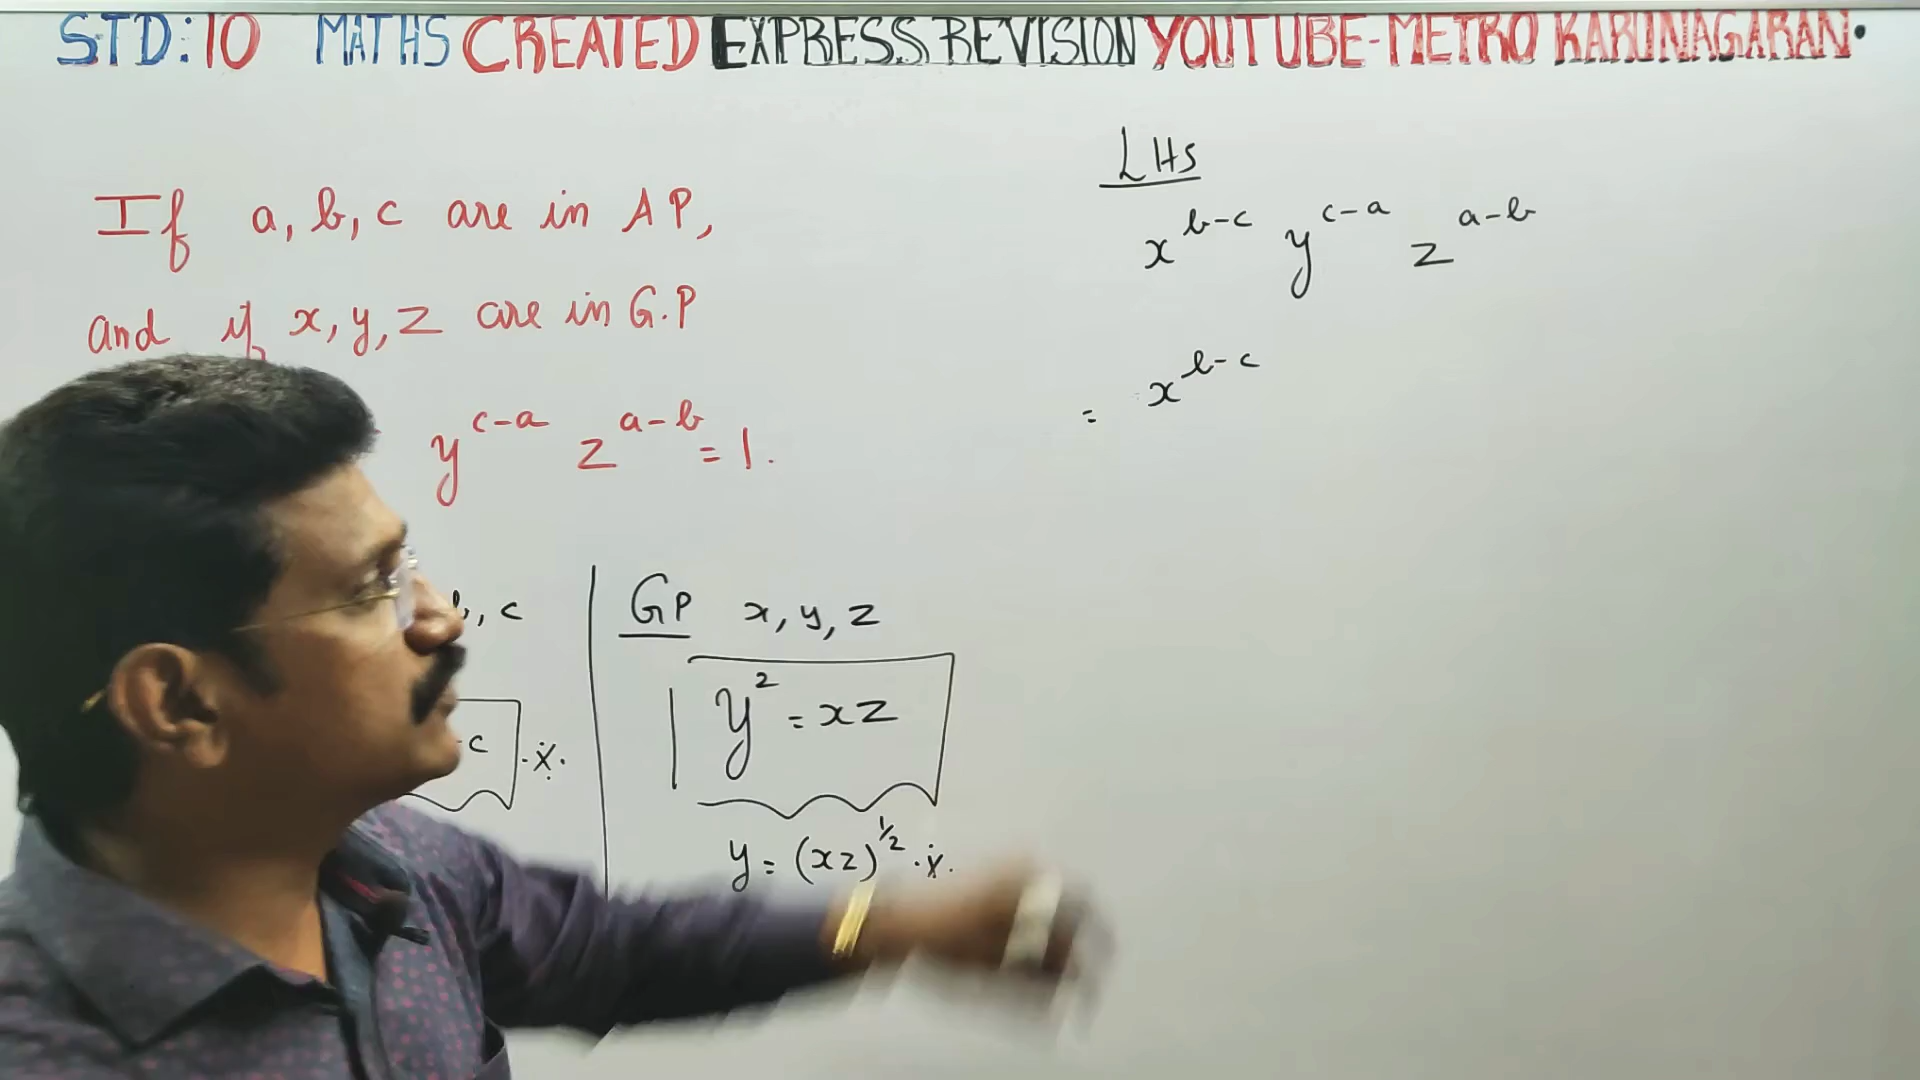 STD: 10 MATHS CREATED EXPRESS REVISION YOUTUBE-METRO KARUNAGARAN.
If a, b, c are in AP,
and if x, y, z are in G.P
y^{c-a} z^{a-b} = 1.
b, c
-c .x.
GP x, y, z
y² = xz
y = (xz)^{1/2} .x.
LHS
x^{b-c} y^{c-a} z^{a-b}
= x^{b-c}